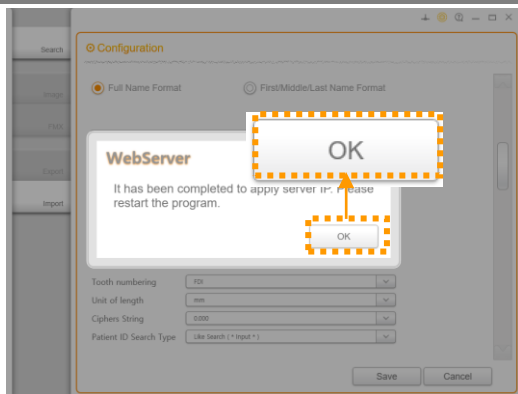 Search
Configuration
Full Name Format
First/Middle/Last Name Format
Image
FMX
Export
Import
OK
WebServer
It has been completed to apply server IP. Please
restart the program.
OK
Tooth numbering FDI
Unit of length mm
Ciphers String 0.000
Patient ID Search Type Like Search ( * Input * )
Save Cancel